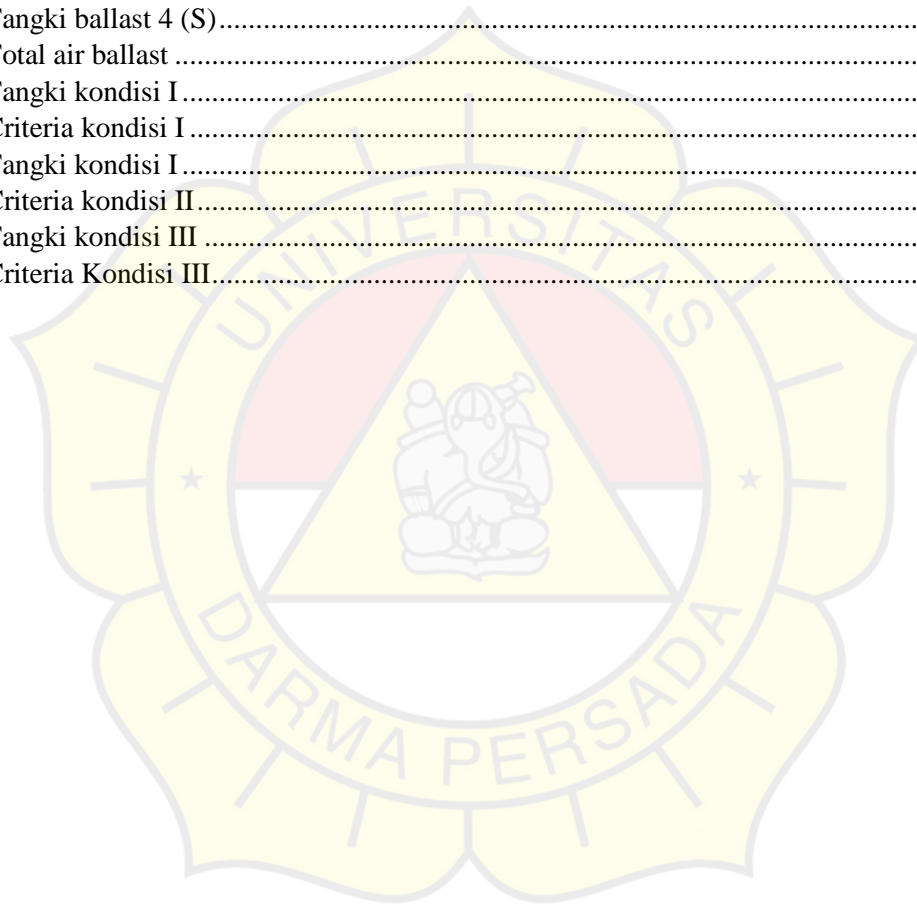 Tangki ballast 4 (S)..........................................................................................
Total air ballast ................................................................................................
Tangki kondisi I ...............................................................................................
Criteria kondisi I ..............................................................................................
Tangki kondisi I ...............................................................................................
Criteria kondisi II.............................................................................................
Tangki kondisi III ............................................................................................
Criteria Kondisi III...........................................................................................
UNIVERSITAS
DARMA PERSADA